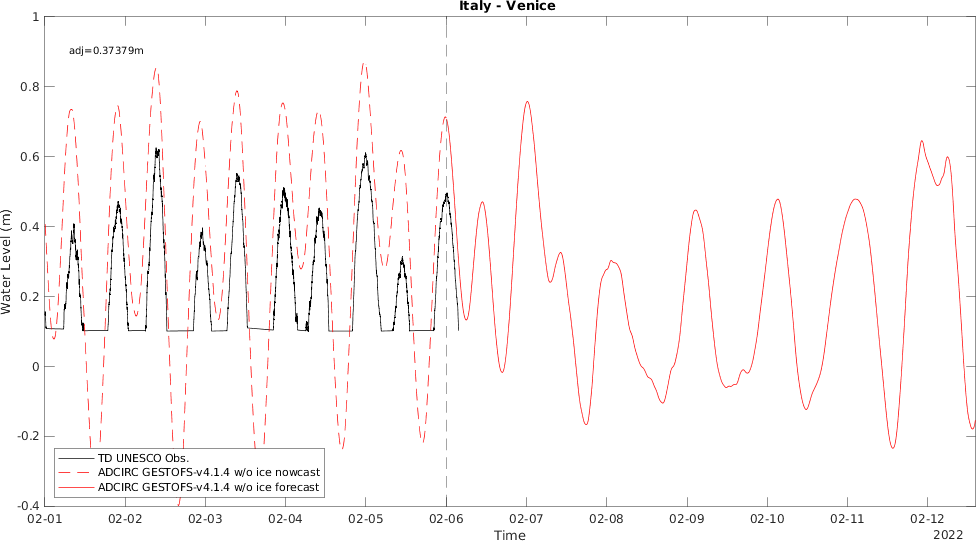 Italy - Venice
adj=0.37379m
1
0.8
0.6
0.4
0.2
0
-0.2
-0.4
Water Level (m)
TD UNESCO Obs.
ADCIRC GESTOFS-v4.1.4 w/o ice nowcast
ADCIRC GESTOFS-v4.1.4 w/o ice forecast
02-01 02-02 02-03 02-04 02-05 02-06 02-07 02-08 02-09 02-10 02-11 02-12
Time
2022